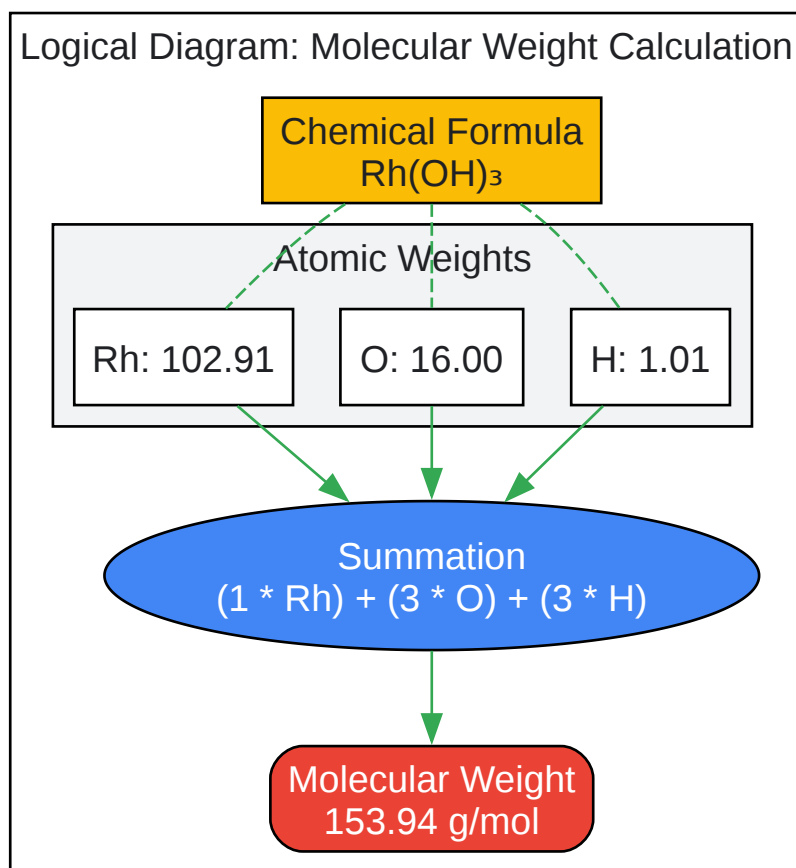 Logical Diagram: Molecular Weight Calculation
Chemical Formula
Rh(OH)₃
Atomic Weights
Rh: 102.91
O: 16.00
H: 1.01
Summation
(1 * Rh) + (3 * O) + (3 * H)
Molecular Weight
153.94 g/mol